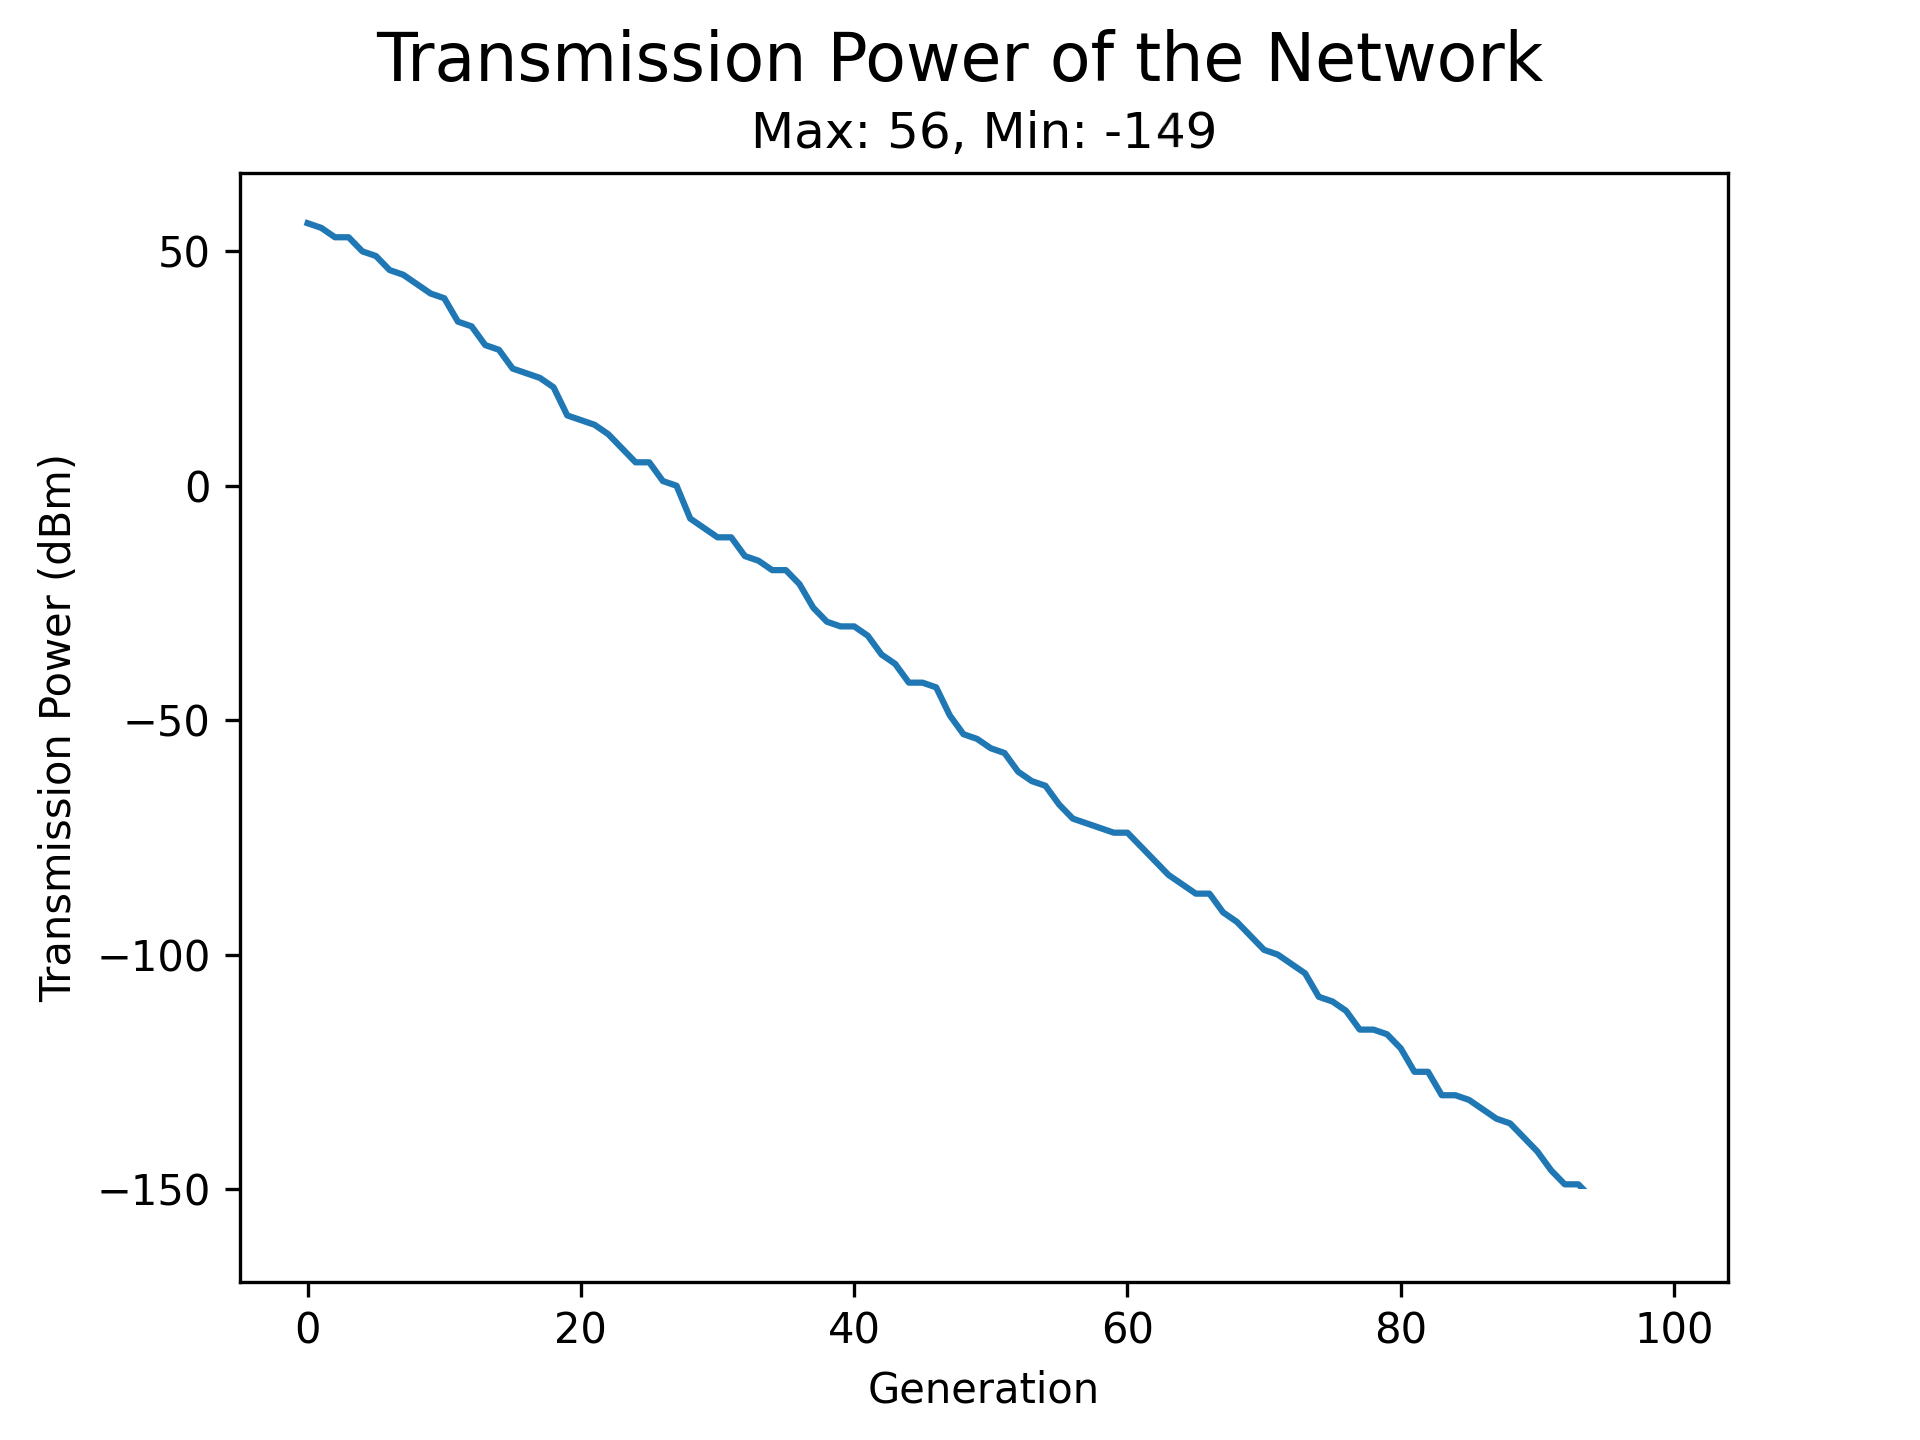 Transmission Power of the Network
Max: 56, Min: -149
Transmission Power (dBm)
50
0
−50
−100
−150
0
20
40
60
80
100
Generation